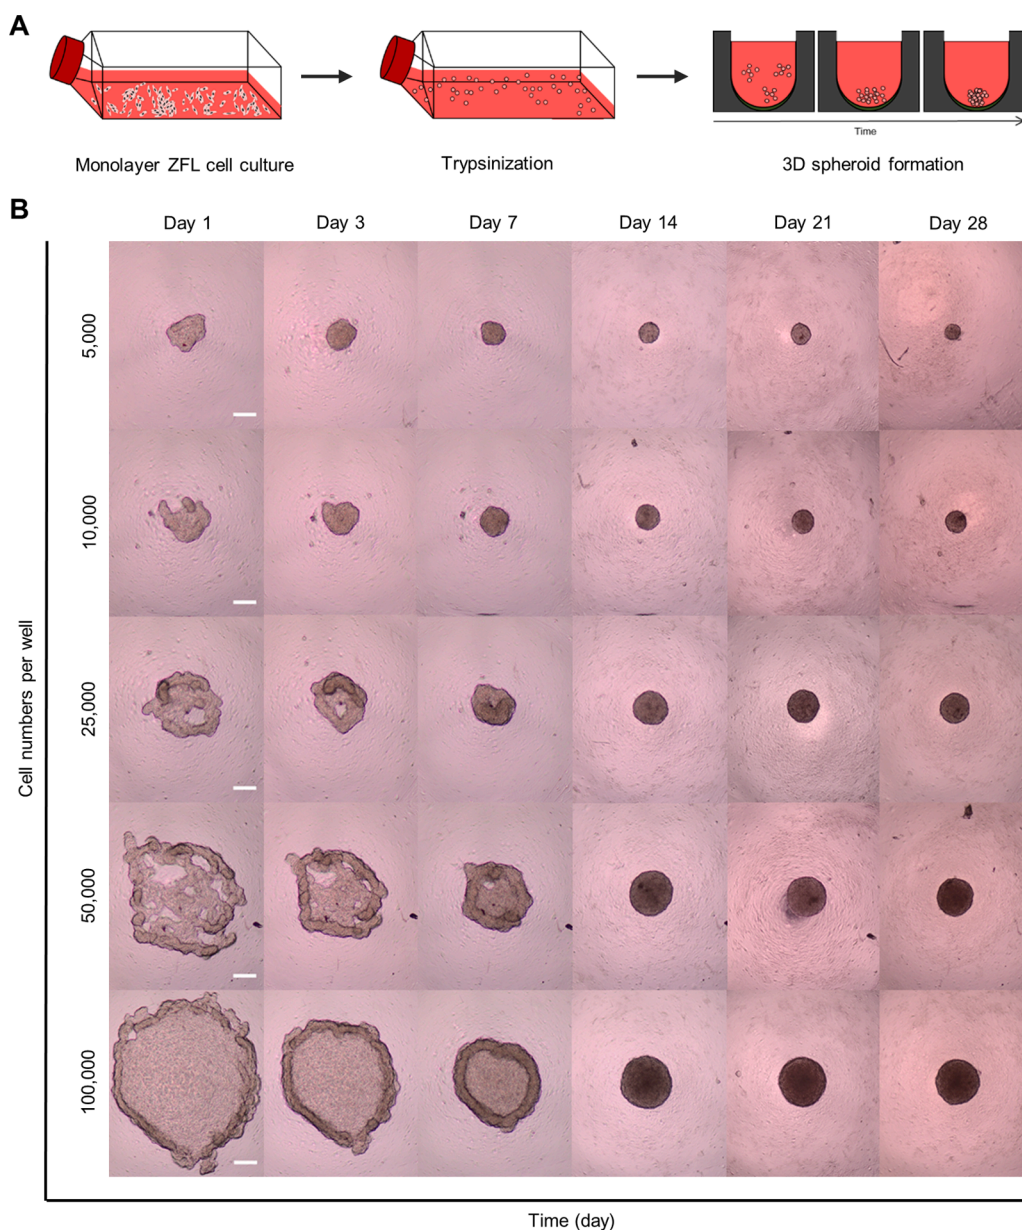 A
Time
Monolayer ZFL cell culture
Trypsinization
3D spheroid formation
B
Day 1
Day 3
Day 7
Day 14
Day 21
Day 28
Cell numbers per well
5,000
10,000
25,000
50,000
100,000
Time (day)